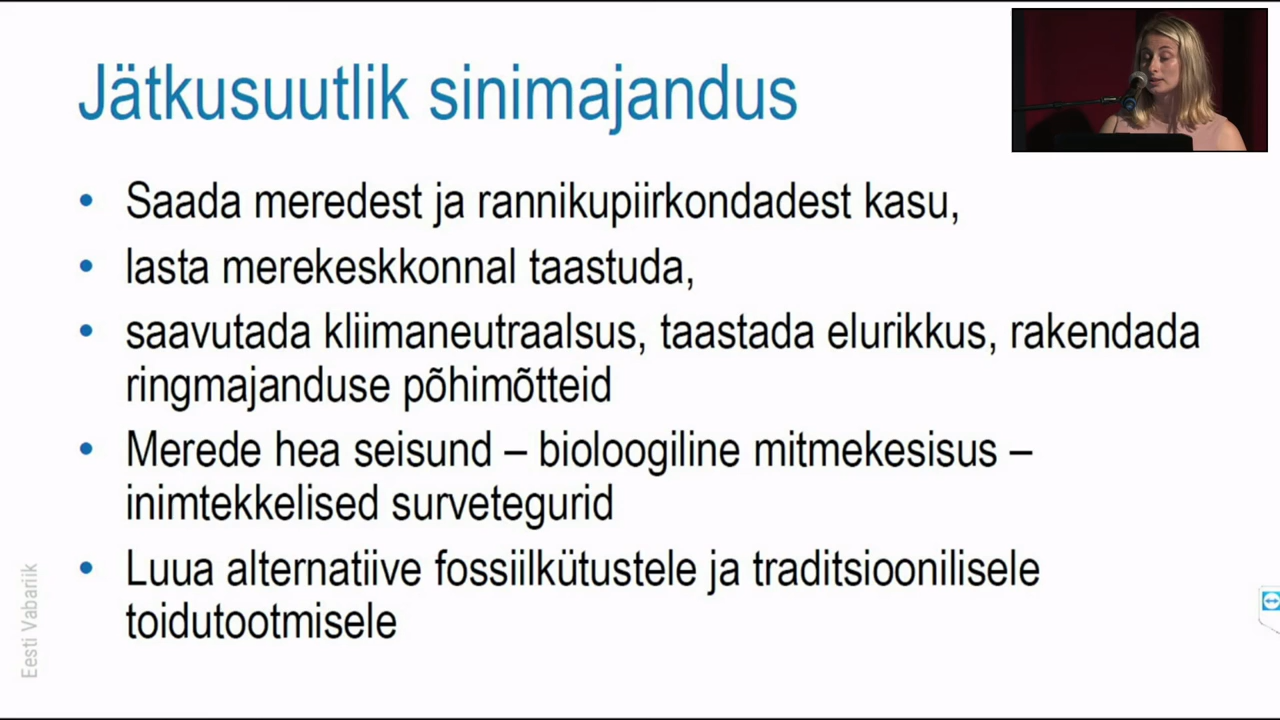 Jätkusuutlik sinimajandus
• Saada meredest ja rannikupiirkondadest kasu,
• lasta merekeskkonnal taastuda,
• saavutada kliimaneutraalsus, taastada elurikkus, rakendada
ringmajanduse põhimõtteid
• Merede hea seisund – bioloogiline mitmekesisus –
inimtekkelised survetegurid
• Luua alternatiive fossiilkütustele ja traditsioonilisele
toidutootmisele
Eesti Vabariik